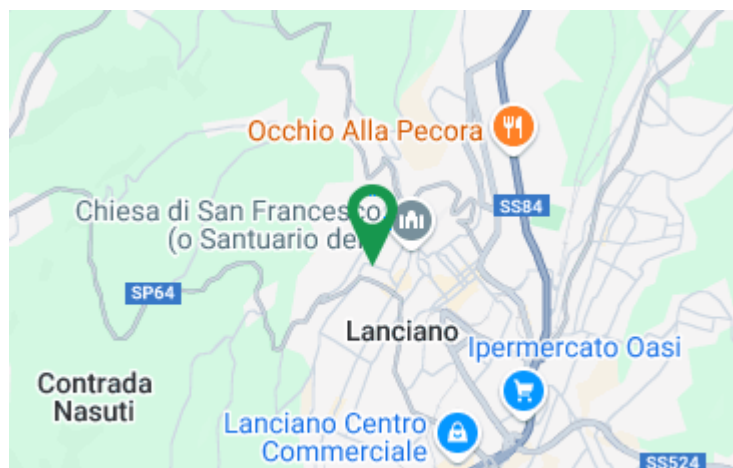 Occhio Alla Pecora
Chiesa di San Francesco
(o Santuario del
SS84
SP64
Lanciano
Ipermercato Oasi
Contrada
Nasuti
Lanciano Centro
Commerciale
SS524